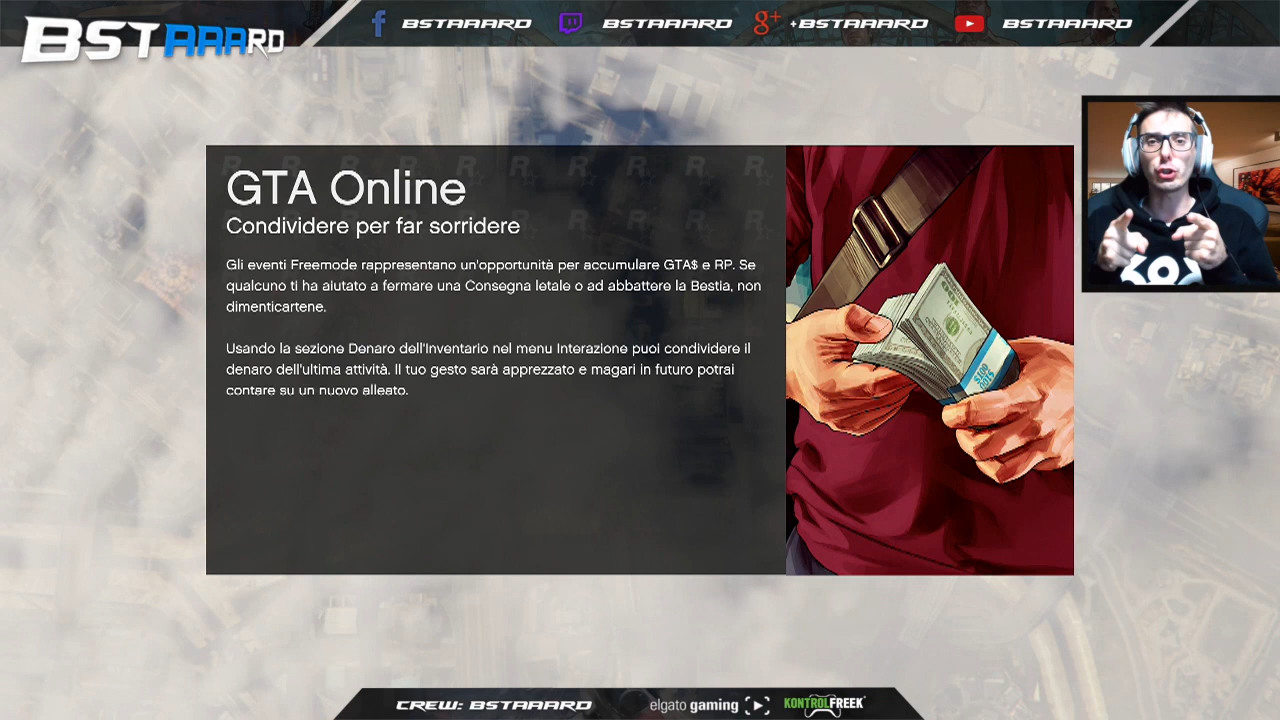 BSTAAARD
BSTAAARD
BSTAAARD
+BSTAAARD
BSTAAARD
GTA Online
Condividere per far sorridere
Gli eventi Freemode rappresentano un'opportunità per accumulare GTA$ e RP. Se
qualcuno ti ha aiutato a fermare una Consegna letale o ad abbattere la Bestia, non
dimenticartene.
Usando la sezione Denaro dell'Inventario nel menu Interazione puoi condividere il
denaro dell'ultima attività. Il tuo gesto sarà apprezzato e magari in futuro potrai
contare su un nuovo alleato.
CREW: BSTAAARD
elgato gaming
KONTROLFREEK